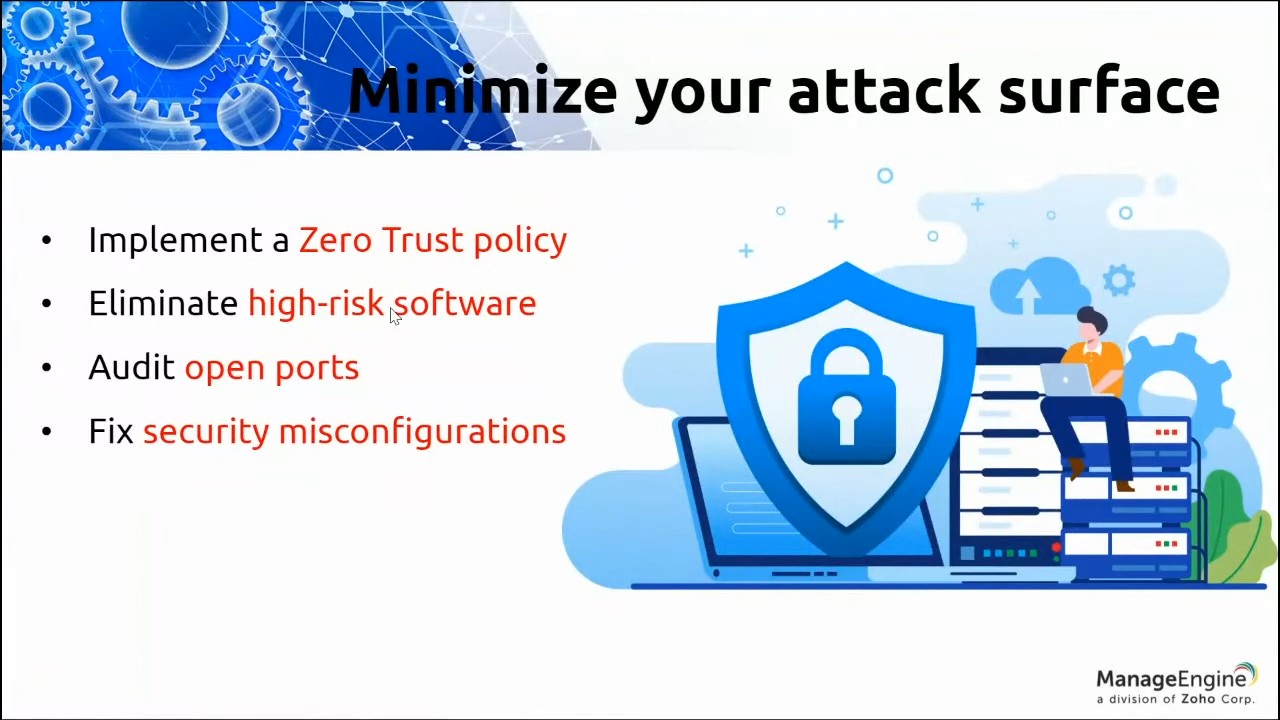 Minimize your attack surface
• Implement a Zero Trust policy
• Eliminate high-risk software
• Audit open ports
• Fix security misconfigurations
ManageEngine
a division of Zoho Corp.